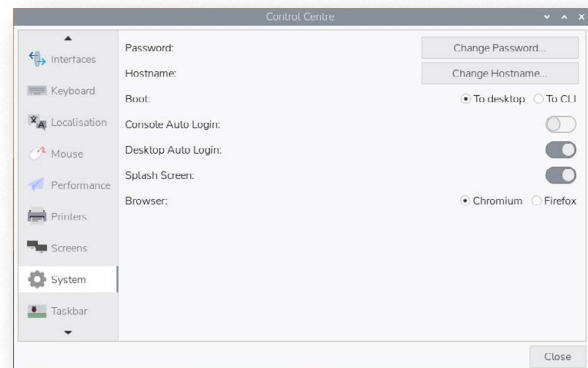 Control Centre
Interfaces
Keyboard
Localisation
Mouse
Performance
Printers
Screens
System
Taskbar
Password:
Change Password...
Hostname:
Change Hostname...
Boot:
To desktop
To CLI
Console Auto Login:
Desktop Auto Login:
Splash Screen:
Browser:
Chromium
Firefox
Close